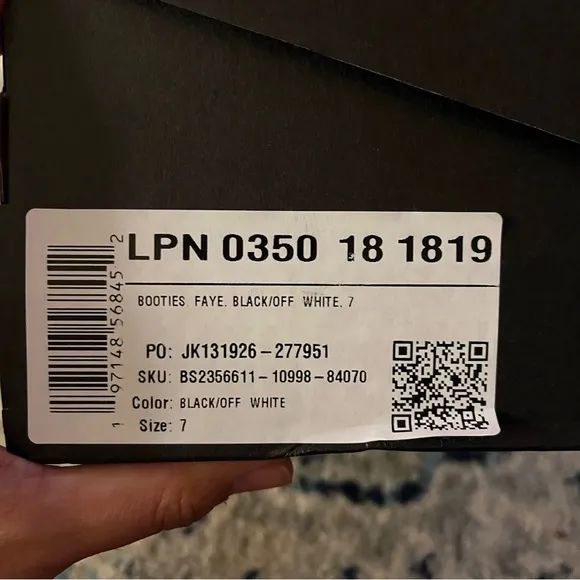 LPN 0350 18 1819
BOOTIES, FAYE, BLACK/OFF WHITE, 7
PO: JK131926-277951
SKU: BS2356611-10998-84070
Color: BLACK/OFF WHITE
Size: 7
1 97148 56845 2